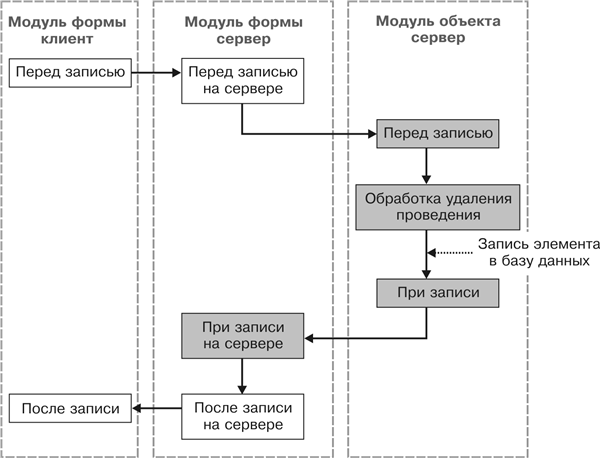 Модуль формы
клиент
Модуль формы
сервер
Модуль объекта
сервер
Перед записью
Перед записью
на сервере
Перед записью
Обработка удаления
проведения
Запись элемента
в базу данных
При записи
При записи
на сервере
После записи
После записи
на сервере